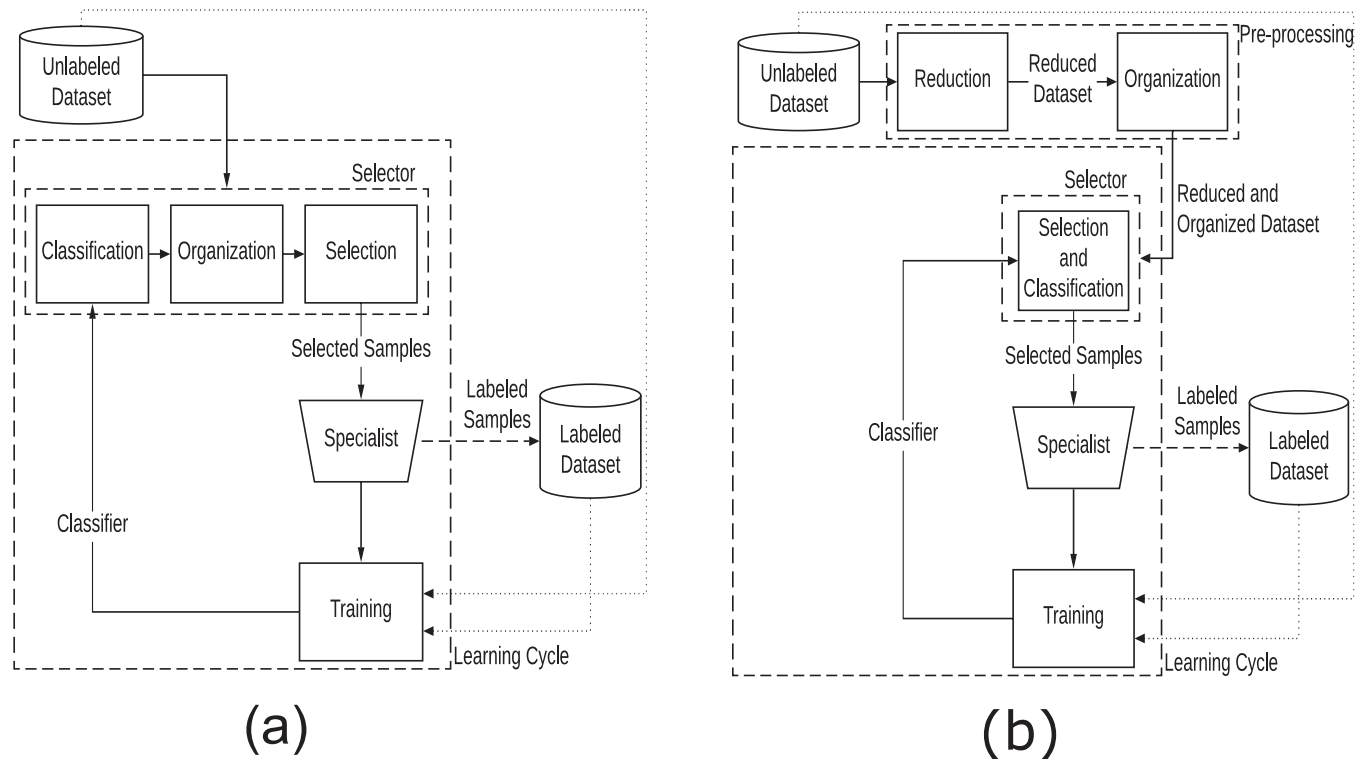 Unlabeled
Dataset
Selector
Classification
Organization
Selection
Selected Samples
Specialist
Labeled
Samples
Labeled
Dataset
Classifier
Training
Learning Cycle
(a)
Pre-processing
Unlabeled
Dataset
Reduction
Reduced
Dataset
Organization
Selector
Reduced and
Organized Dataset
Selection
and
Classification
Selected Samples
Classifier
Specialist
Labeled
Samples
Labeled
Dataset
Training
Learning Cycle
(b)